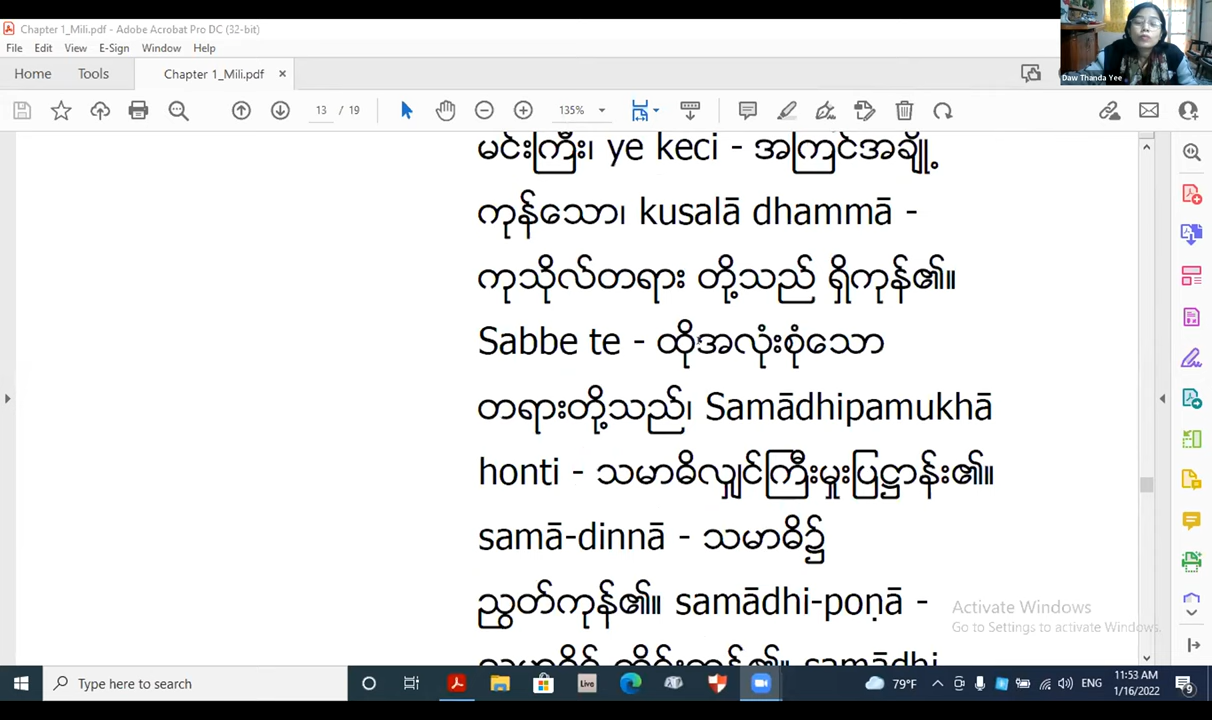 Chapter 1_Mili.pdf - Adobe Acrobat Pro DC (32-bit)
File Edit View E-Sign Window Help
Home Tools Chapter 1_Mili.pdf ×
13 / 19 135%
Daw Thanda Yee
မင်းကြီး၊ ye keci - အကြင်အချို့
ကုန်သော၊ kusalā dhammā -
ကုသိုလ်တရား တို့သည် ရှိကုန်၏။
Sabbe te - ထိုအလုံးစုံသော
တရားတို့သည်၊ Samādhipamukhā
honti - သမာဓိလျှင်ကြီးမှူးပြဋ္ဌာန်း၏။
samā-dinnā - သမာဓိ၌
ညွတ်ကုန်၏။ samādhi-poṇā -
samādhi
Activate Windows
Go to Settings to activate Windows.
Type here to search
Live
79°F
ENG
11:53 AM
1/16/2022
9